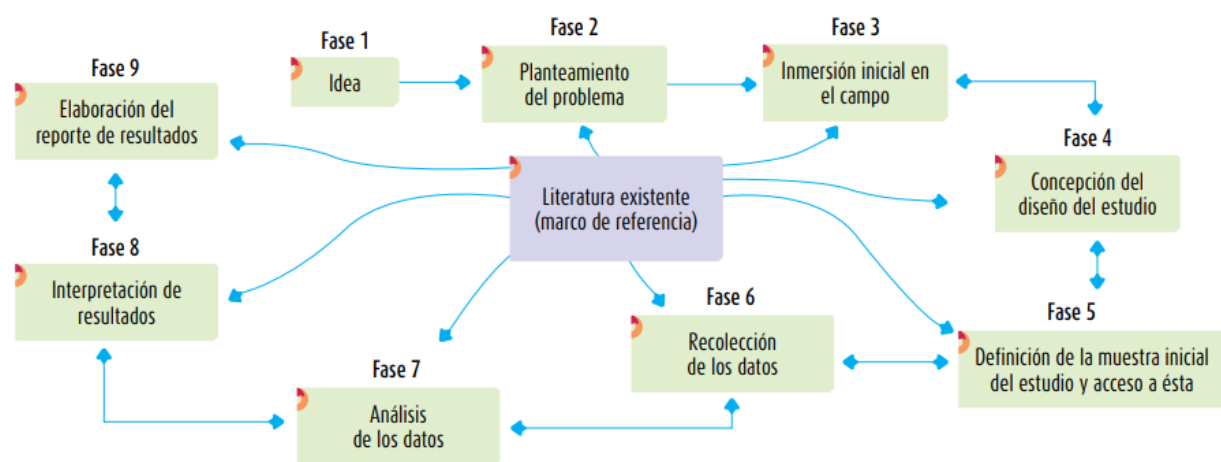 Fase 1
Idea
Fase 2
Planteamiento
del problema
Fase 3
Inmersión inicial en
el campo
Fase 4
Concepción del
diseño del estudio
Fase 5
Definición de la muestra inicial
del estudio y acceso a ésta
Fase 6
Recolección
de los datos
Fase 7
Análisis
de los datos
Fase 8
Interpretación de
resultados
Fase 9
Elaboración del
reporte de resultados
Literatura existente
(marco de referencia)